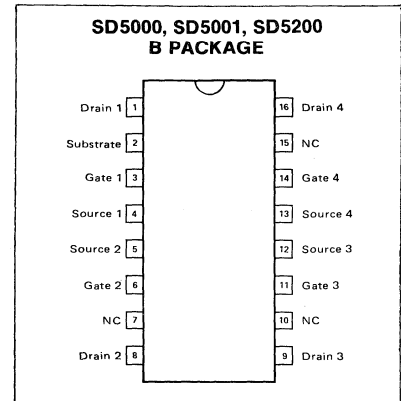 SD5000, SD5001, SD5200
B PACKAGE
Drain 1 1 16 Drain 4
Substrate 2 15 NC
Gate 1 3 14 Gate 4
Source 1 4 13 Source 4
Source 2 5 12 Source 3
Gate 2 6 11 Gate 3
NC 7 10 NC
Drain 2 8 9 Drain 3